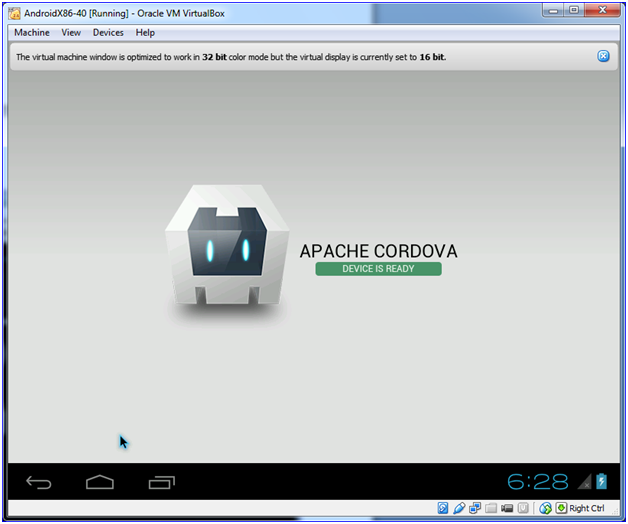 AndroidX86-40 [Running] - Oracle VM VirtualBox
Machine View Devices Help
The virtual machine window is optimized to work in 32 bit color mode but the virtual display is currently set to 16 bit.
APACHE CORDOVA
DEVICE IS READY
6:28
Right Ctrl